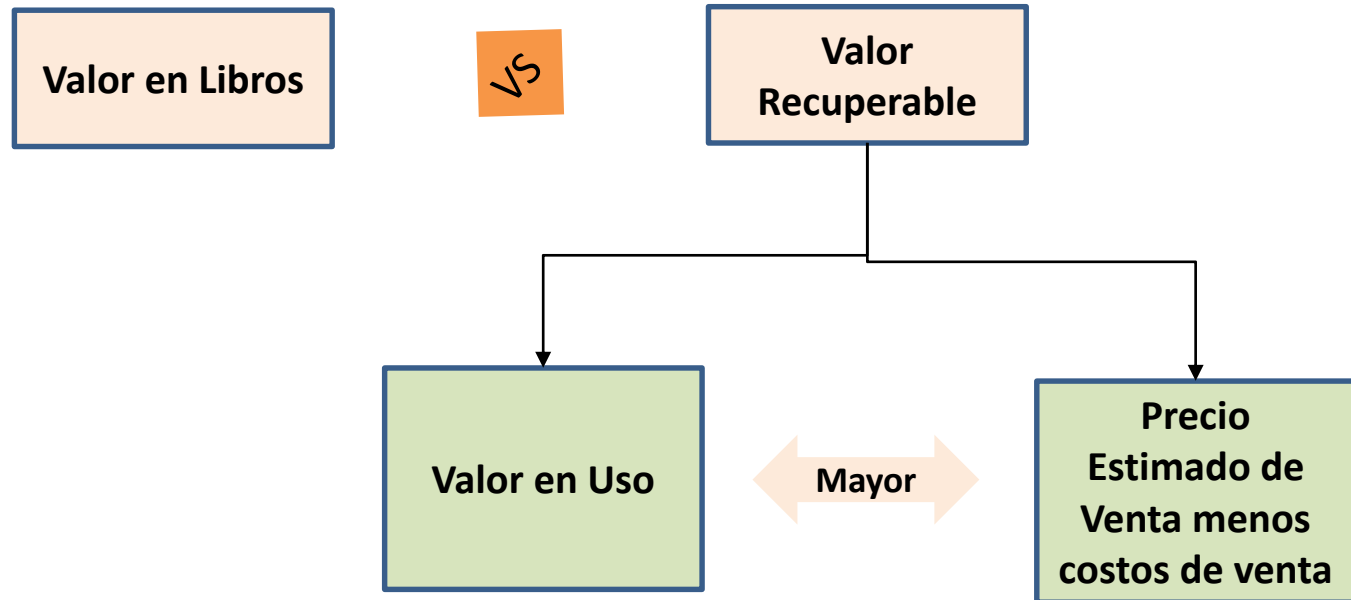 Valor en Libros
VS
Valor
Recuperable
Valor en Uso
Mayor
Precio
Estimado de
Venta menos
costos de venta